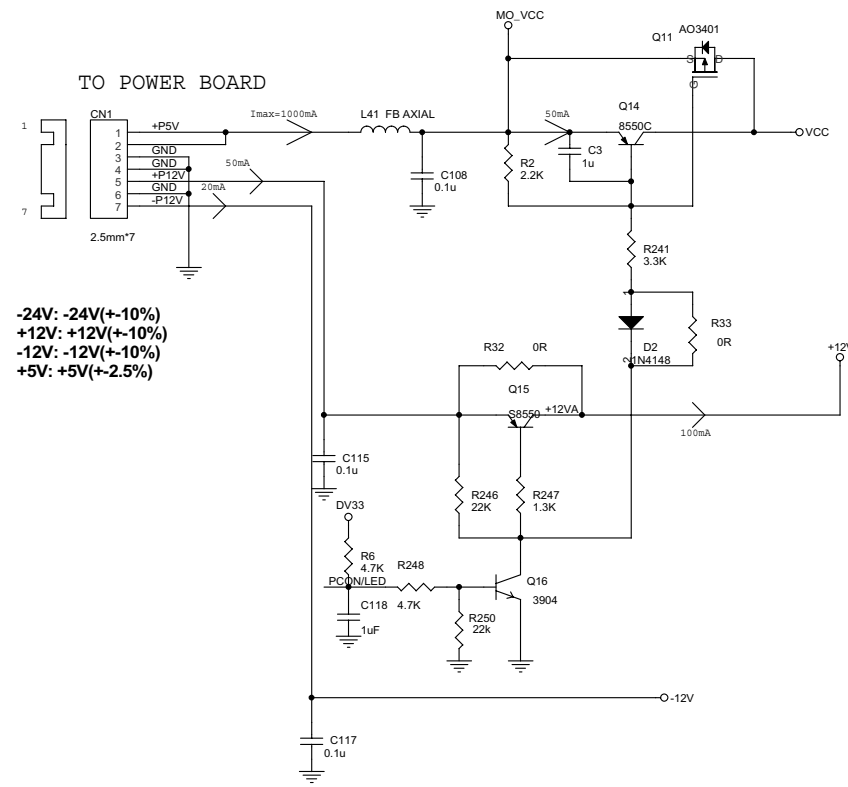 MO_VCC
Q11
AO3401
S
D
G
TO POWER BOARD
CN1
L41 FB AXIAL
Q14
8550C
Imax=1000mA
50mA
1
2
3
4
5
6
7
+P5V
GND
GND
+P12V
GND
-P12V
50mA
20mA
1
7
2.5mm*7
C108
0.1u
R2
2.2K
C3
1u
VCC
R241
3.3K
-24V: -24V(+-10%)
+12V: +12V(+-10%)
-12V: -12V(+-10%)
+5V: +5V(+-2.5%)
1
2
D2
1N4148
R33
0R
R32
0R
Q15
S8550
+12VA
100mA
+12V
C115
0.1u
R246
22K
R247
1.3K
DV33
R6
4.7K
PCON/LED
R248
4.7K
C118
1uF
R250
22k
Q16
3904
-12V
C117
0.1u